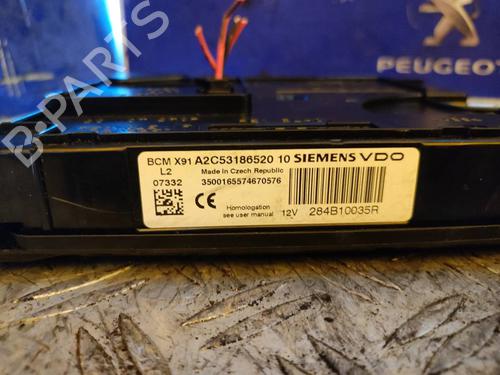 PEUGEOT
B-PARTS
BCM X91 A2C53186520 10 SIEMENS VDO
L2 Made in Czech Republic
07332 3500165574670576
CE Homologation
see user manual 12V 284B10035R